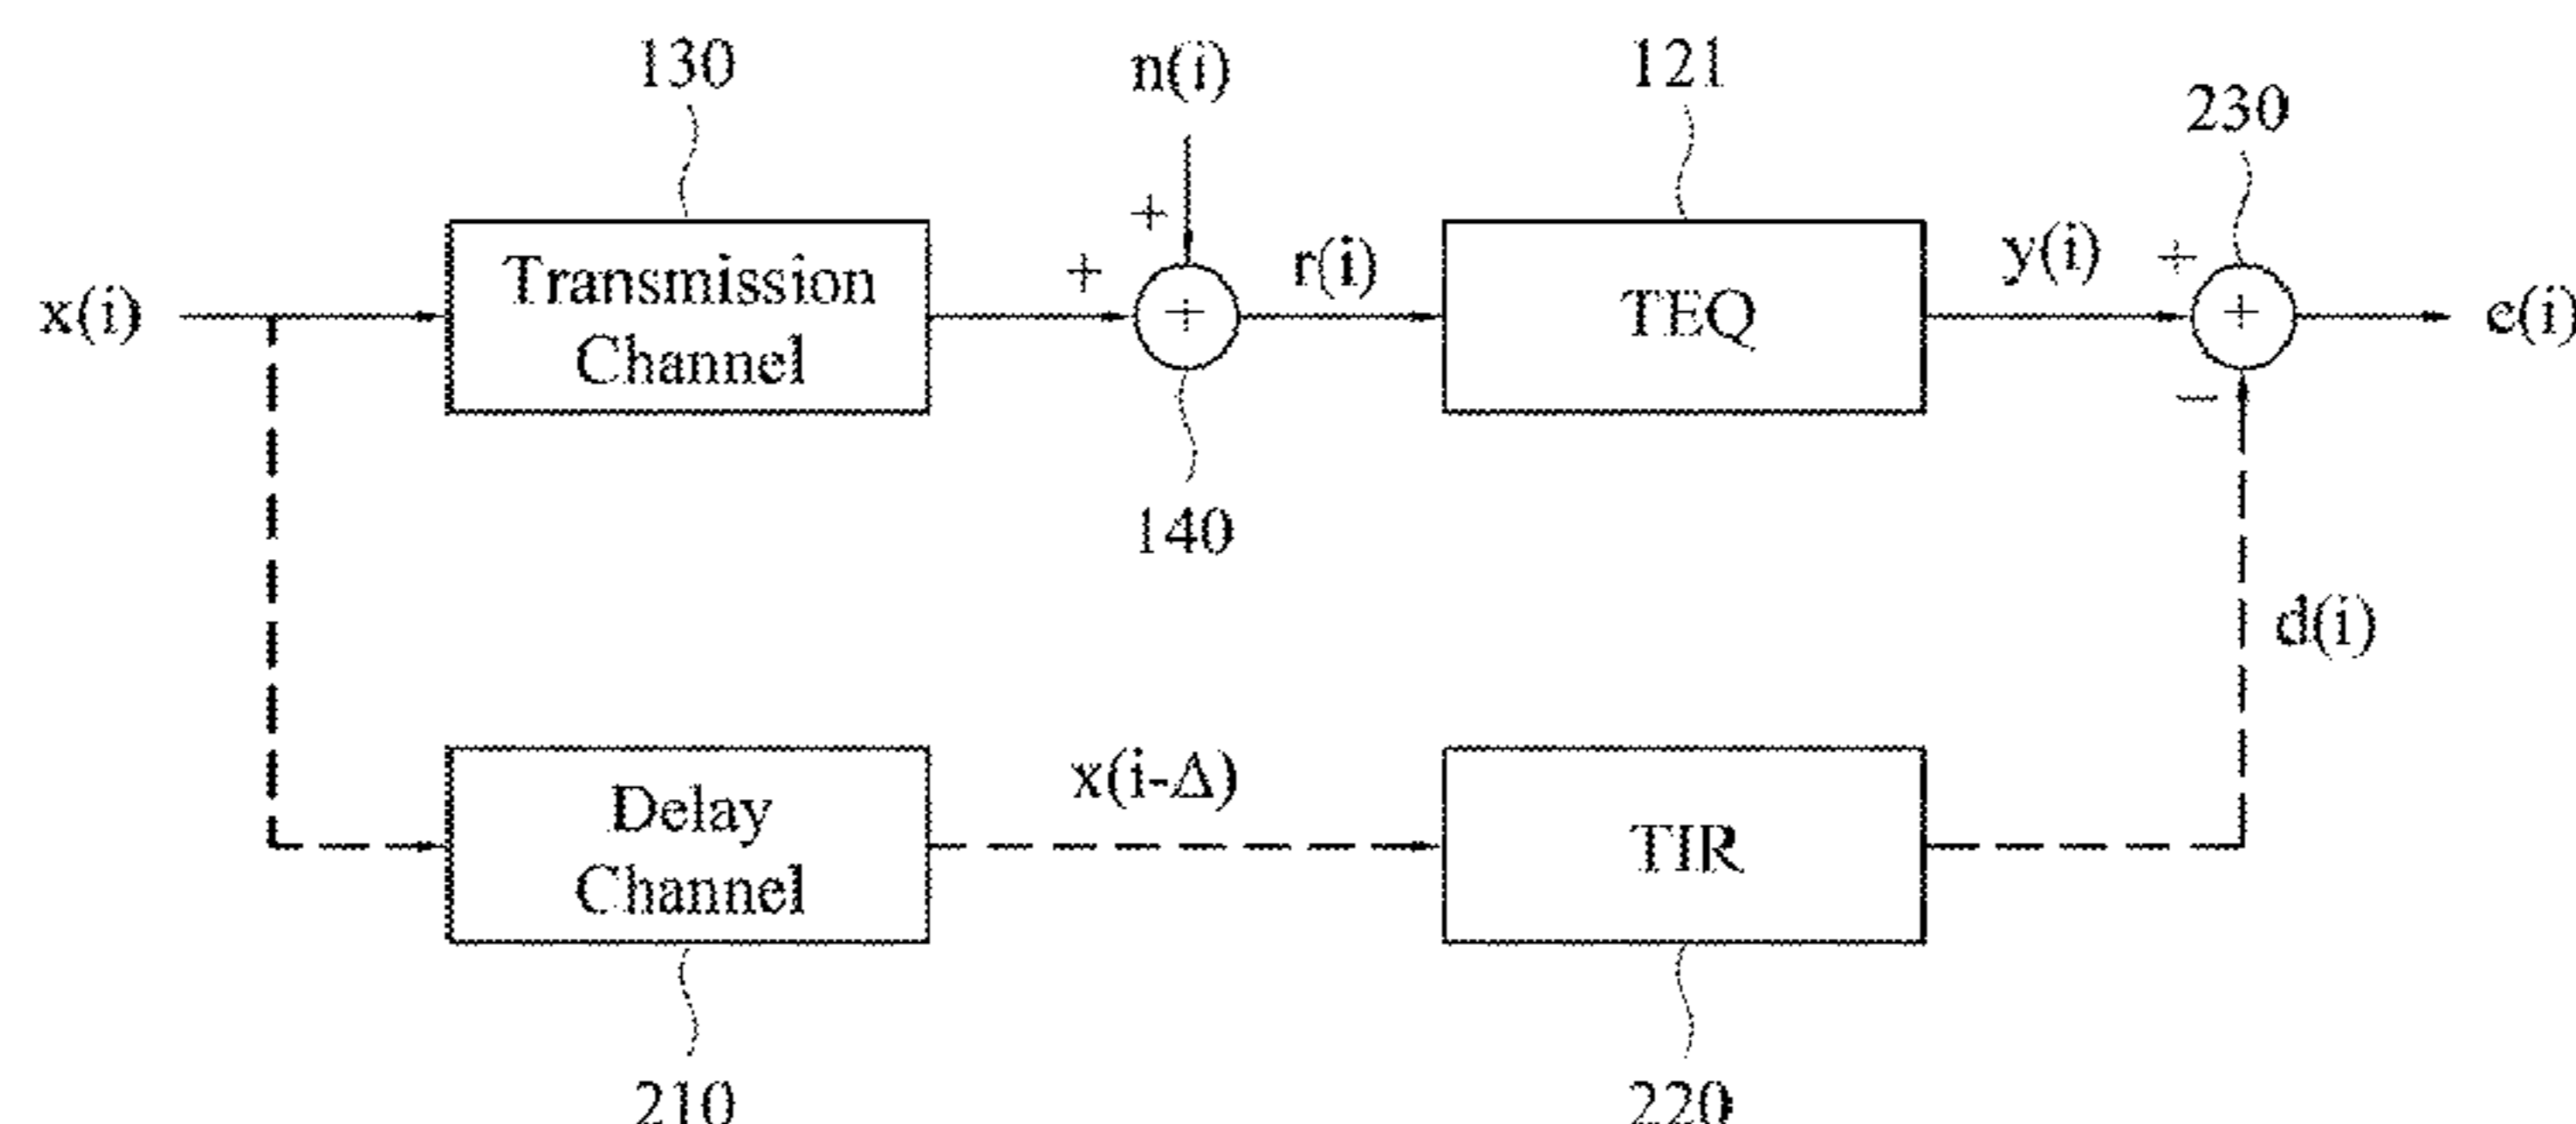 130
n(i)
121
230
x(i)
Transmission
Channel
+
+
+
r(i)
TEQ
y(i)
+
+
e(i)
−
140
d(i)
Delay
Channel
x(i-Δ)
TIR
210
220